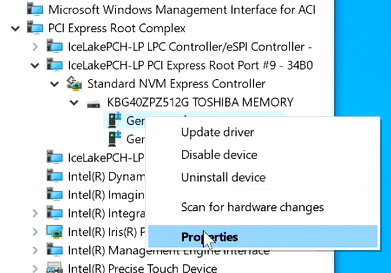 Microsoft Windows Management Interface for ACI
PCI Express Root Complex
IceLakePCH-LP LPC Controller/eSPI Controller -
IceLakePCH-LP PCI Express Root Port #9 - 34B0
Standard NVM Express Controller
KBG40ZPZ512G TOSHIBA MEMORY
Update driver
Disable device
Uninstall device
Scan for hardware changes
Properties
IceLakePCH-LP
Intel(R) Dynam
Intel(R) Imagin
Intel(R) Integra
Intel(R) Iris(R) P
Intel(R) Management Engine Interface
Intel(R) Precise Touch Device